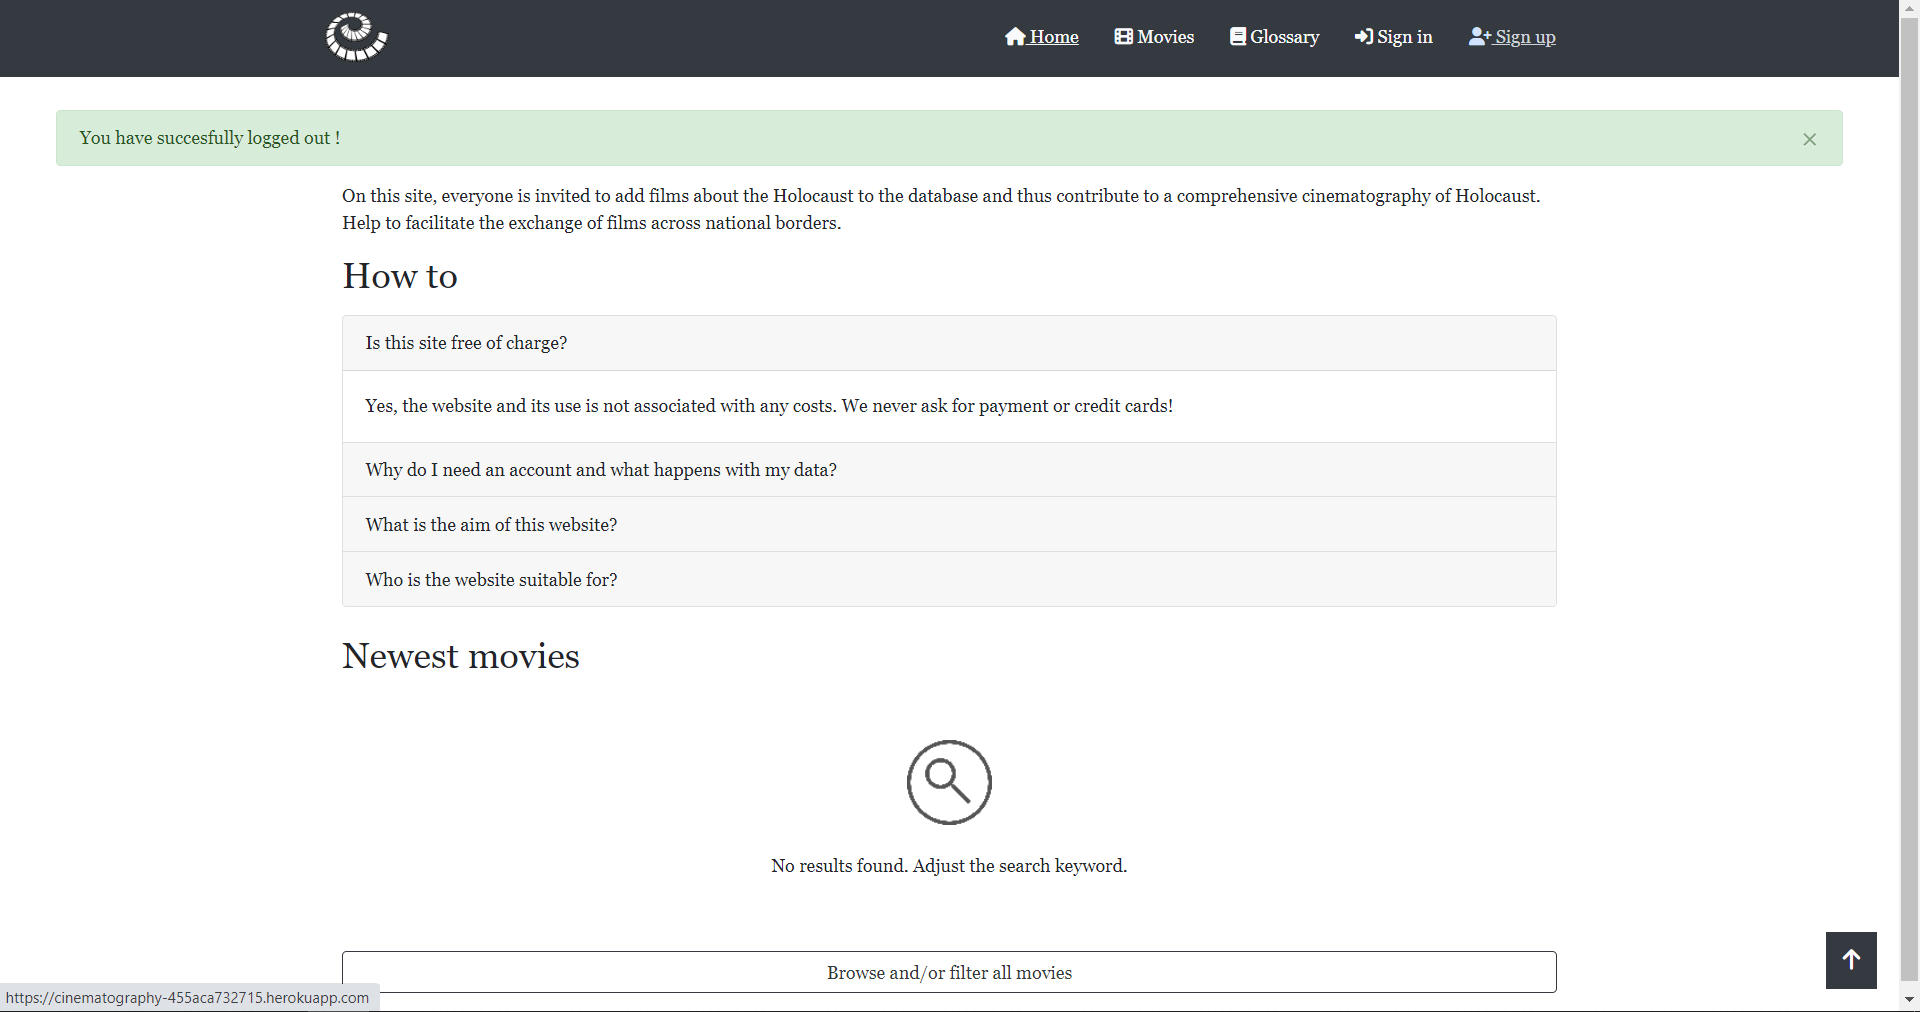 Home Movies Glossary Sign in Sign up
You have succesfully logged out !
×
On this site, everyone is invited to add films about the Holocaust to the database and thus contribute to a comprehensive cinematography of Holocaust.
Help to facilitate the exchange of films across national borders.
How to
Is this site free of charge?
Yes, the website and its use is not associated with any costs. We never ask for payment or credit cards!
Why do I need an account and what happens with my data?
What is the aim of this website?
Who is the website suitable for?
Newest movies
No results found. Adjust the search keyword.
Browse and/or filter all movies
https://cinematography-455aca732715.herokuapp.com